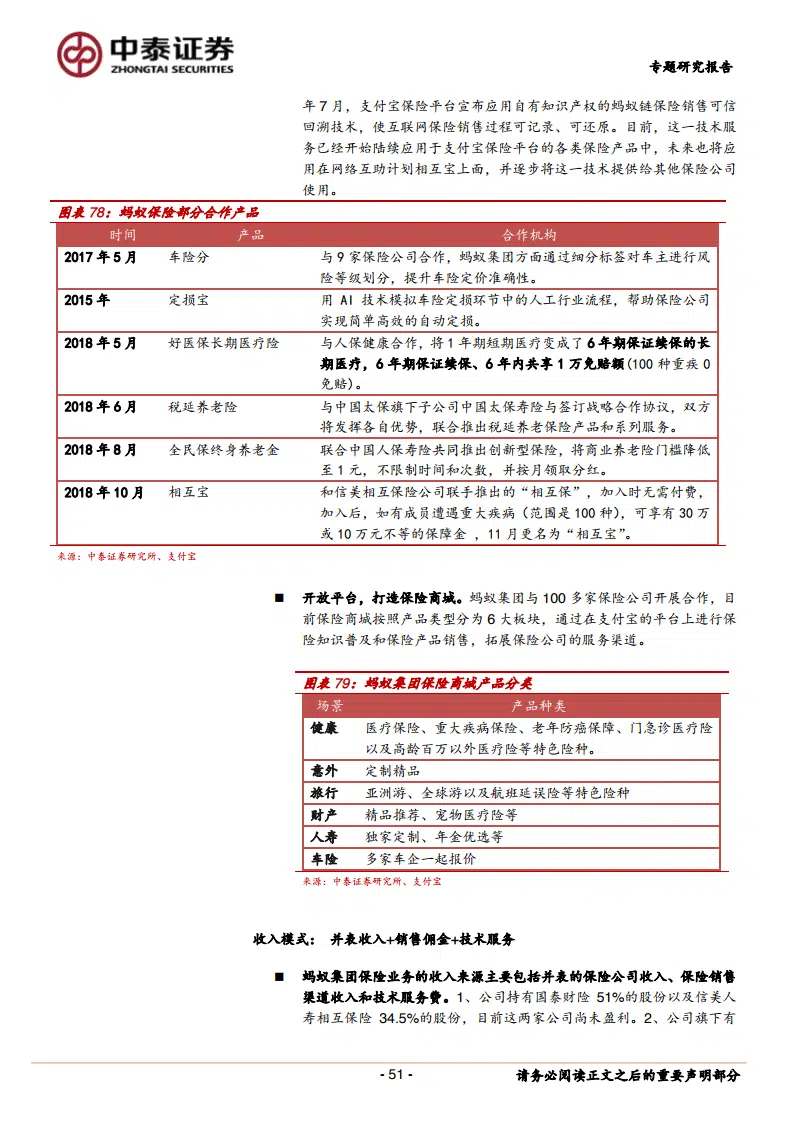 中泰证券
ZHONGTAI SECURITIES
专题研究报告
年 7 月，支付宝保险平台宣布应用自有知识产权的蚂蚁链保险销售可信
回溯技术，使互联网保险销售过程可记录、可还原。目前，这一技术服
务已经开始陆续应用于支付宝保险平台的各类保险产品中，未来也将应
用在网络互助计划相互宝上面，并逐步将这一技术提供给其他保险公司
使用。
图表 78：蚂蚁保险部分合作产品
时间 产品 合作机构
2017 年 5 月 车险分 与 9 家保险公司合作，蚂蚁集团方面通过细分标签对车主进行风
险等级划分，提升车险定价准确性。
2015 年 定损宝 用 AI 技术模拟车险定损环节中的人工行业流程，帮助保险公司
实现简单高效的自动定损。
2018 年 5 月 好医保长期医疗险 与人保健康合作，将 1 年期短期医疗变成了 6 年期保证续保的长
期医疗，6 年期保证续保、6 年内共享 1 万免赔额(100 种重疾 0
免赔)。
2018 年 6 月 税延养老险 与中国太保旗下子公司中国太保寿险与签订战略合作协议，双方
将发挥各自优势，联合推出税延养老保险产品和系列服务。
2018 年 8 月 全民保终身养老金 联合中国人保寿险共同推出创新型保险，将商业养老险门槛降低
至 1 元，不限制时间和次数，并按月领取分红。
2018 年 10 月 相互宝 和信美相互保险公司联手推出的“相互保”，加入时无需付费，
加入后，如有成员遭遇重大疾病（范围是 100 种），可享有 30 万
或 10 万元不等的保障金 ，11 月更名为“相互宝”。
来源：中泰证券研究所、支付宝
■ 开放平台，打造保险商城。蚂蚁集团与 100 多家保险公司开展合作，目
前保险商城按照产品类型分为 6 大板块，通过在支付宝的平台上进行保
险知识普及和保险产品销售，拓展保险公司的服务渠道。
图表 79：蚂蚁集团保险商城产品分类
场景 产品种类
健康 医疗保险、重大疾病保险、老年防癌保障、门急诊医疗险
以及高龄百万以外医疗险等特色险种。
意外 定制精品
旅行 亚洲游、全球游以及航班延误险等特色险种
财产 精品推荐、宠物医疗险等
人寿 独家定制、年金优选等
车险 多家车企一起报价
来源：中泰证券研究所、支付宝
收入模式： 并表收入+销售佣金+技术服务
■ 蚂蚁集团保险业务的收入来源主要包括并表的保险公司收入、保险销售
渠道收入和技术服务费。1、公司持有国泰财险 51%的股份以及信美人
寿相互保险 34.5%的股份，目前这两家公司尚未盈利。2、公司旗下有
- 51 -
请务必阅读正文之后的重要声明部分